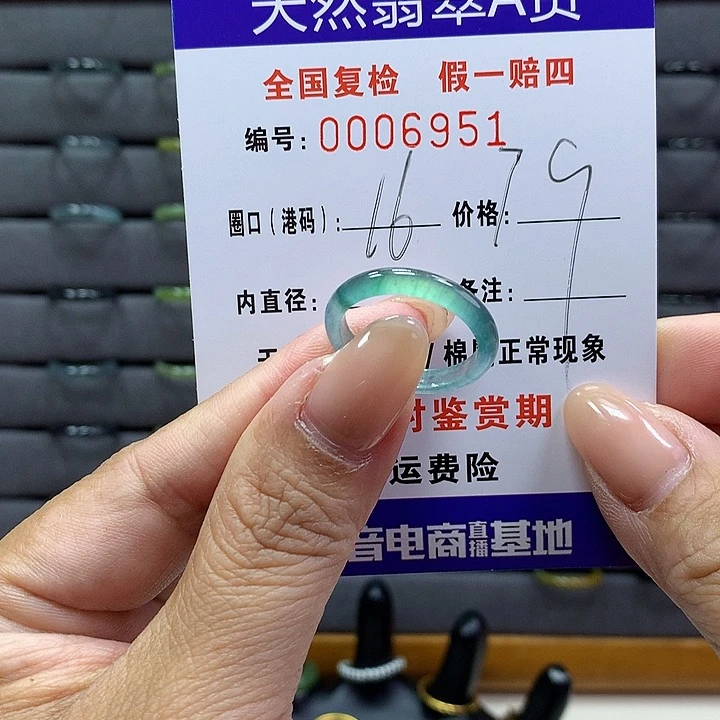 天然翡翠A货
全国复检 假一赔四
编号: 0006951
圈口(港码): 16 价格: 79
内直径: 备注:
棉 正常现象
时鉴赏期
运费险
音电商直播基地